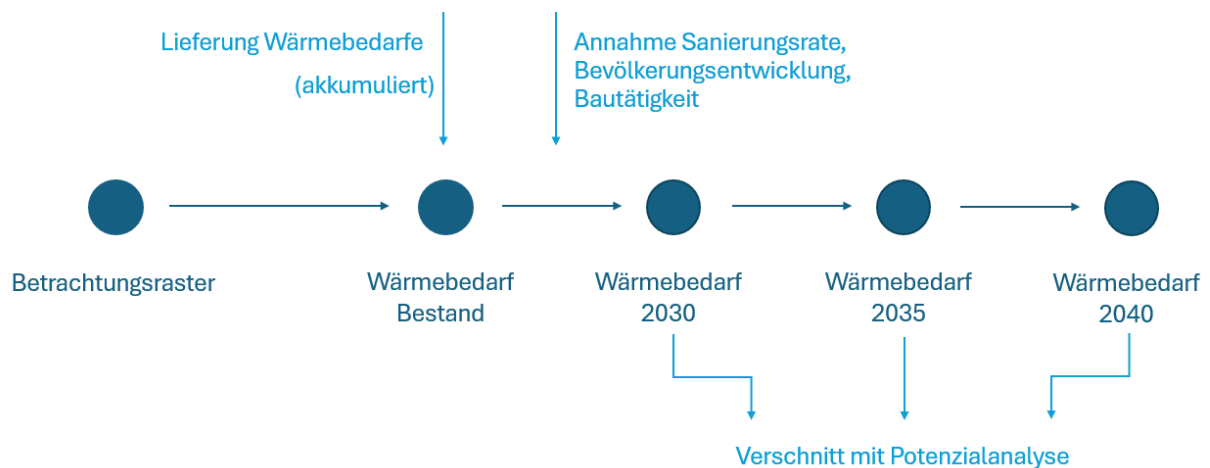 Lieferung Wärmebedarfe
(akkumuliert)
Annahme Sanierungsrate,
Bevölkerungsentwicklung,
Bautätigkeit
Betrachtungsraster
Wärmebedarf
Bestand
Wärmebedarf
2030
Wärmebedarf
2035
Wärmebedarf
2040
Verschnitt mit Potenzialanalyse